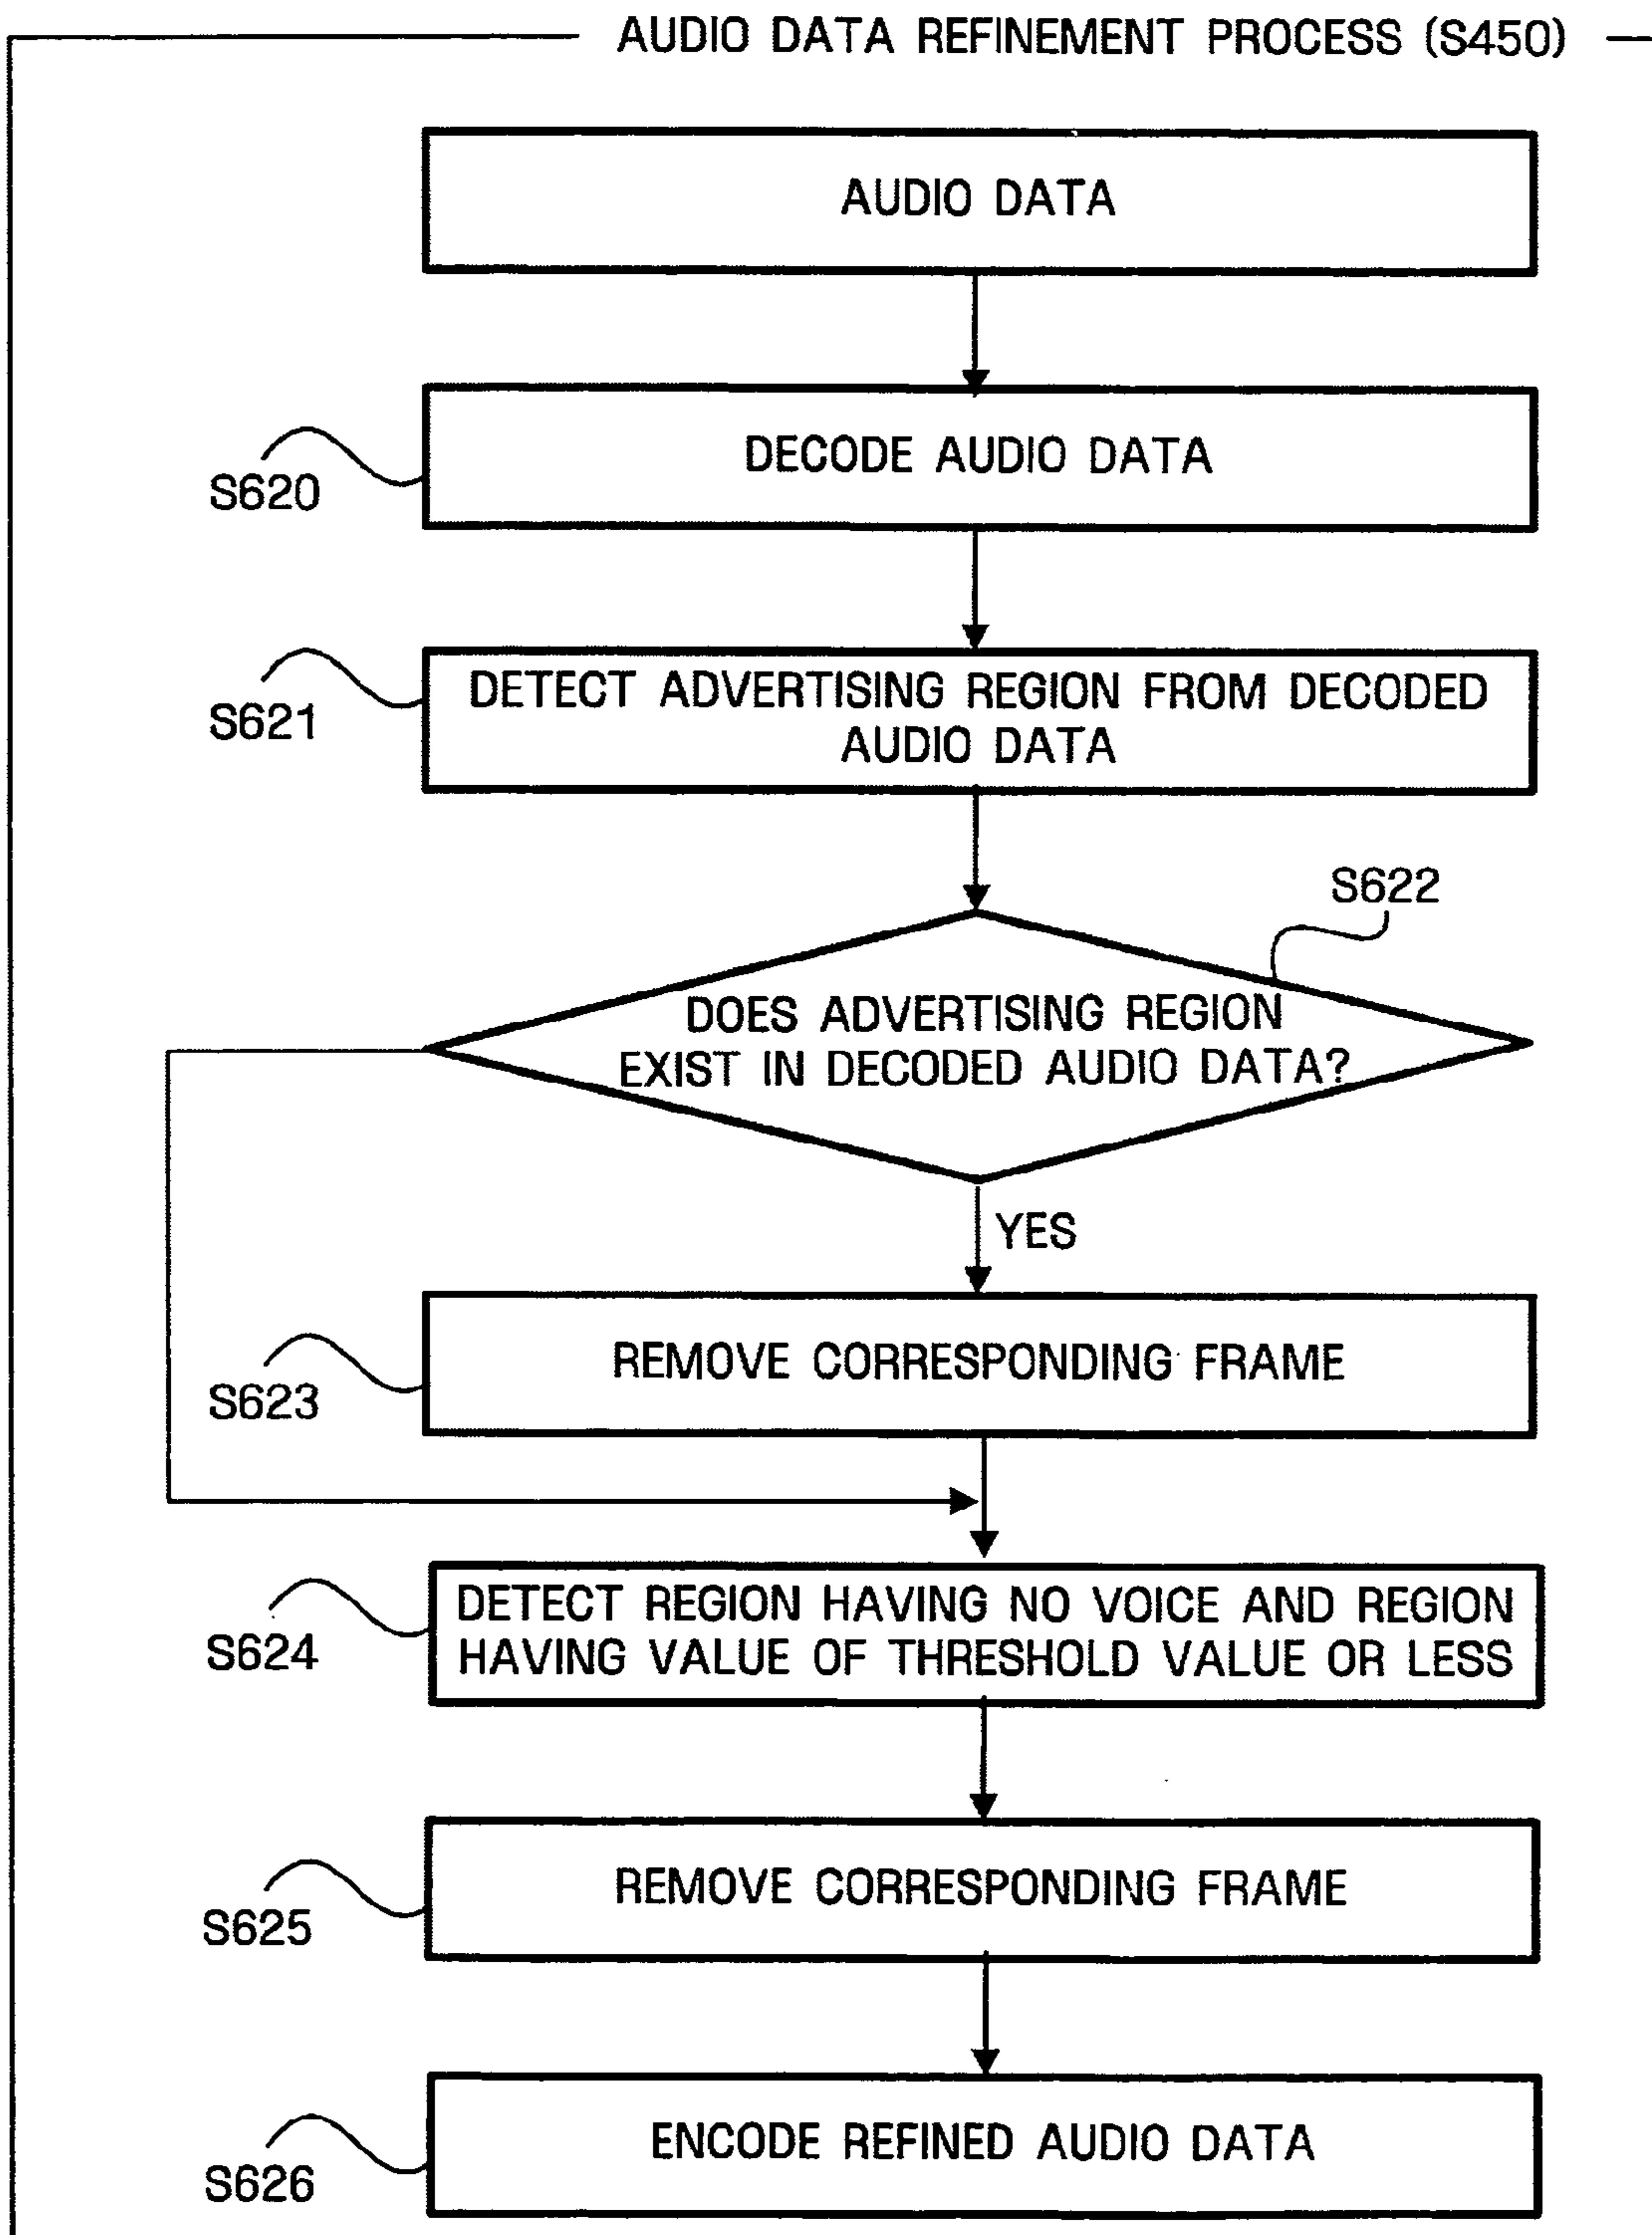 AUDIO DATA REFINEMENT PROCESS (S450)
AUDIO DATA
DECODE AUDIO DATA
S620
DETECT ADVERTISING REGION FROM DECODED
AUDIO DATA
S621
S622
DOES ADVERTISING REGION
EXIST IN DECODED AUDIO DATA?
YES
REMOVE CORRESPONDING FRAME
S623
DETECT REGION HAVING NO VOICE AND REGION
HAVING VALUE OF THRESHOLD VALUE OR LESS
S624
REMOVE CORRESPONDING FRAME
S625
ENCODE REFINED AUDIO DATA
S626